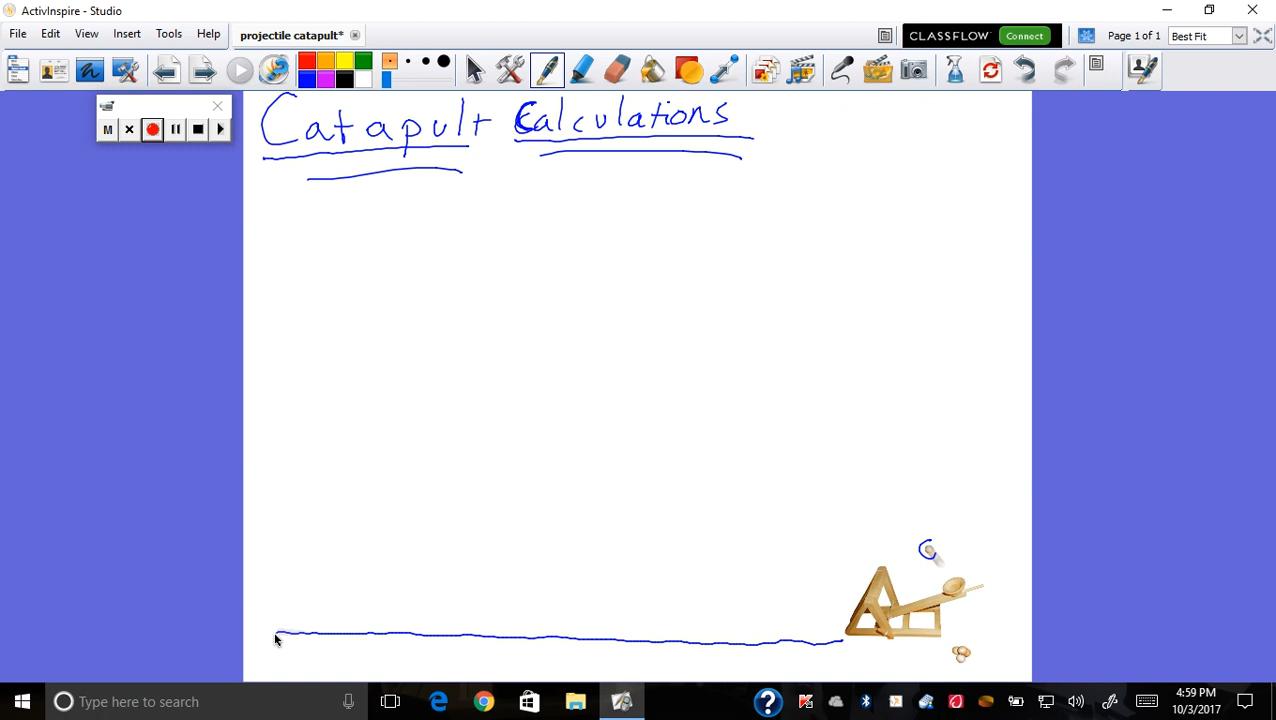 ActivInspire - Studio
File Edit View Insert Tools Help
projectile catapult*
CLASSFLOW Connect
Page 1 of 1
Best Fit
M
Catapult Calculations
Type here to search
4:59 PM
10/3/2017